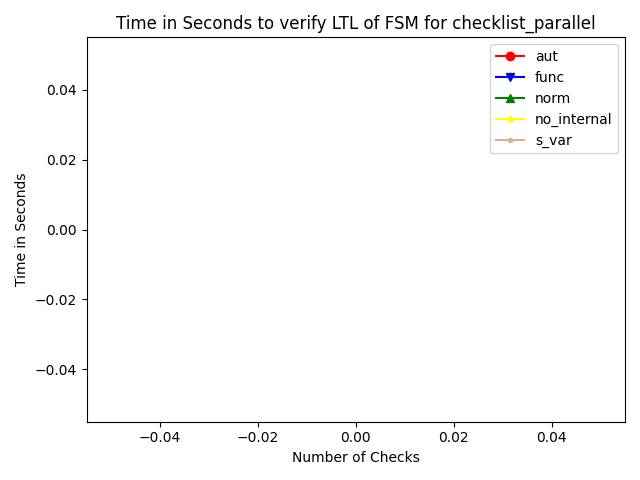 Time in Seconds to verify LTL of FSM for checklist_parallel
aut
func
norm
no_internal
s_var
0.04
0.02
0.00
−0.02
−0.04
Time in Seconds
−0.04
−0.02
0.00
0.02
0.04
Number of Checks